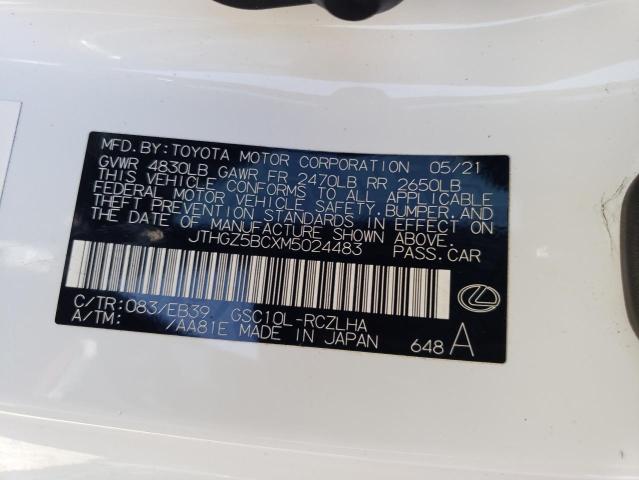 MFD.BY:TOYOTA MOTOR CORPORATION 05/21
GVWR 4830LB GAWR FR 2470LB RR 2650LB
THIS VEHICLE CONFORMS TO ALL APPLICABLE
FEDERAL MOTOR VEHICLE SAFETY,BUMPER,AND
THEFT PREVENTION STANDARDS IN EFFECT ON
THE DATE OF MANUFACTURE SHOWN ABOVE.
JTHGZ5BCXM5024483 PASS.CAR
C/TR:083/EB39 GSC10L-RCZLHA
A/TM: /AA81E MADE IN JAPAN 648 A